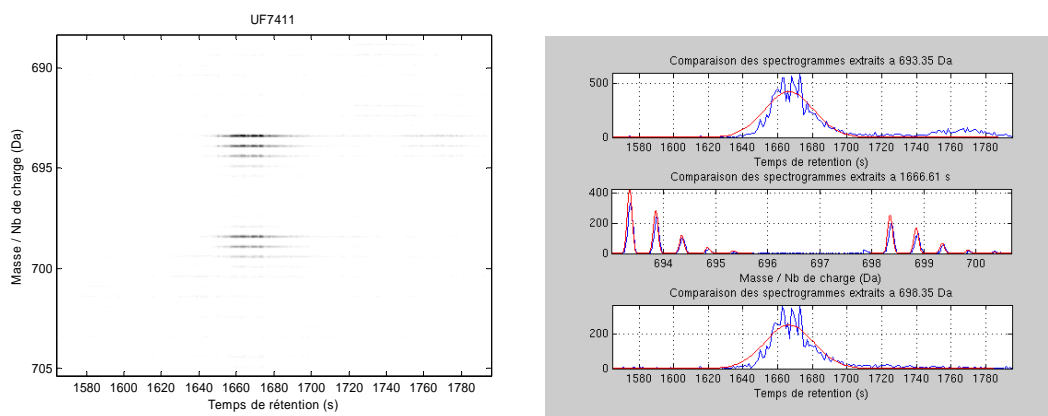 UF7411
690
695
700
705
Masse / Nb de charge (Da)
1580 1600 1620 1640 1660 1680 1700 1720 1740 1760 1780
Temps de rétention (s)
Comparaison des spectrogrammes extraits a 693.35 Da
500
0
1580 1600 1620 1640 1660 1680 1700 1720 1740 1760 1780
Temps de retention (s)
Comparaison des spectrogrammes extraits a 1666.61 s
400
200
0
694 695 696 697 698 699 700
Masse / Nb de charge (Da)
Comparaison des spectrogrammes extraits a 698.35 Da
200
0
1580 1600 1620 1640 1660 1680 1700 1720 1740 1760 1780
Temps de retention (s)